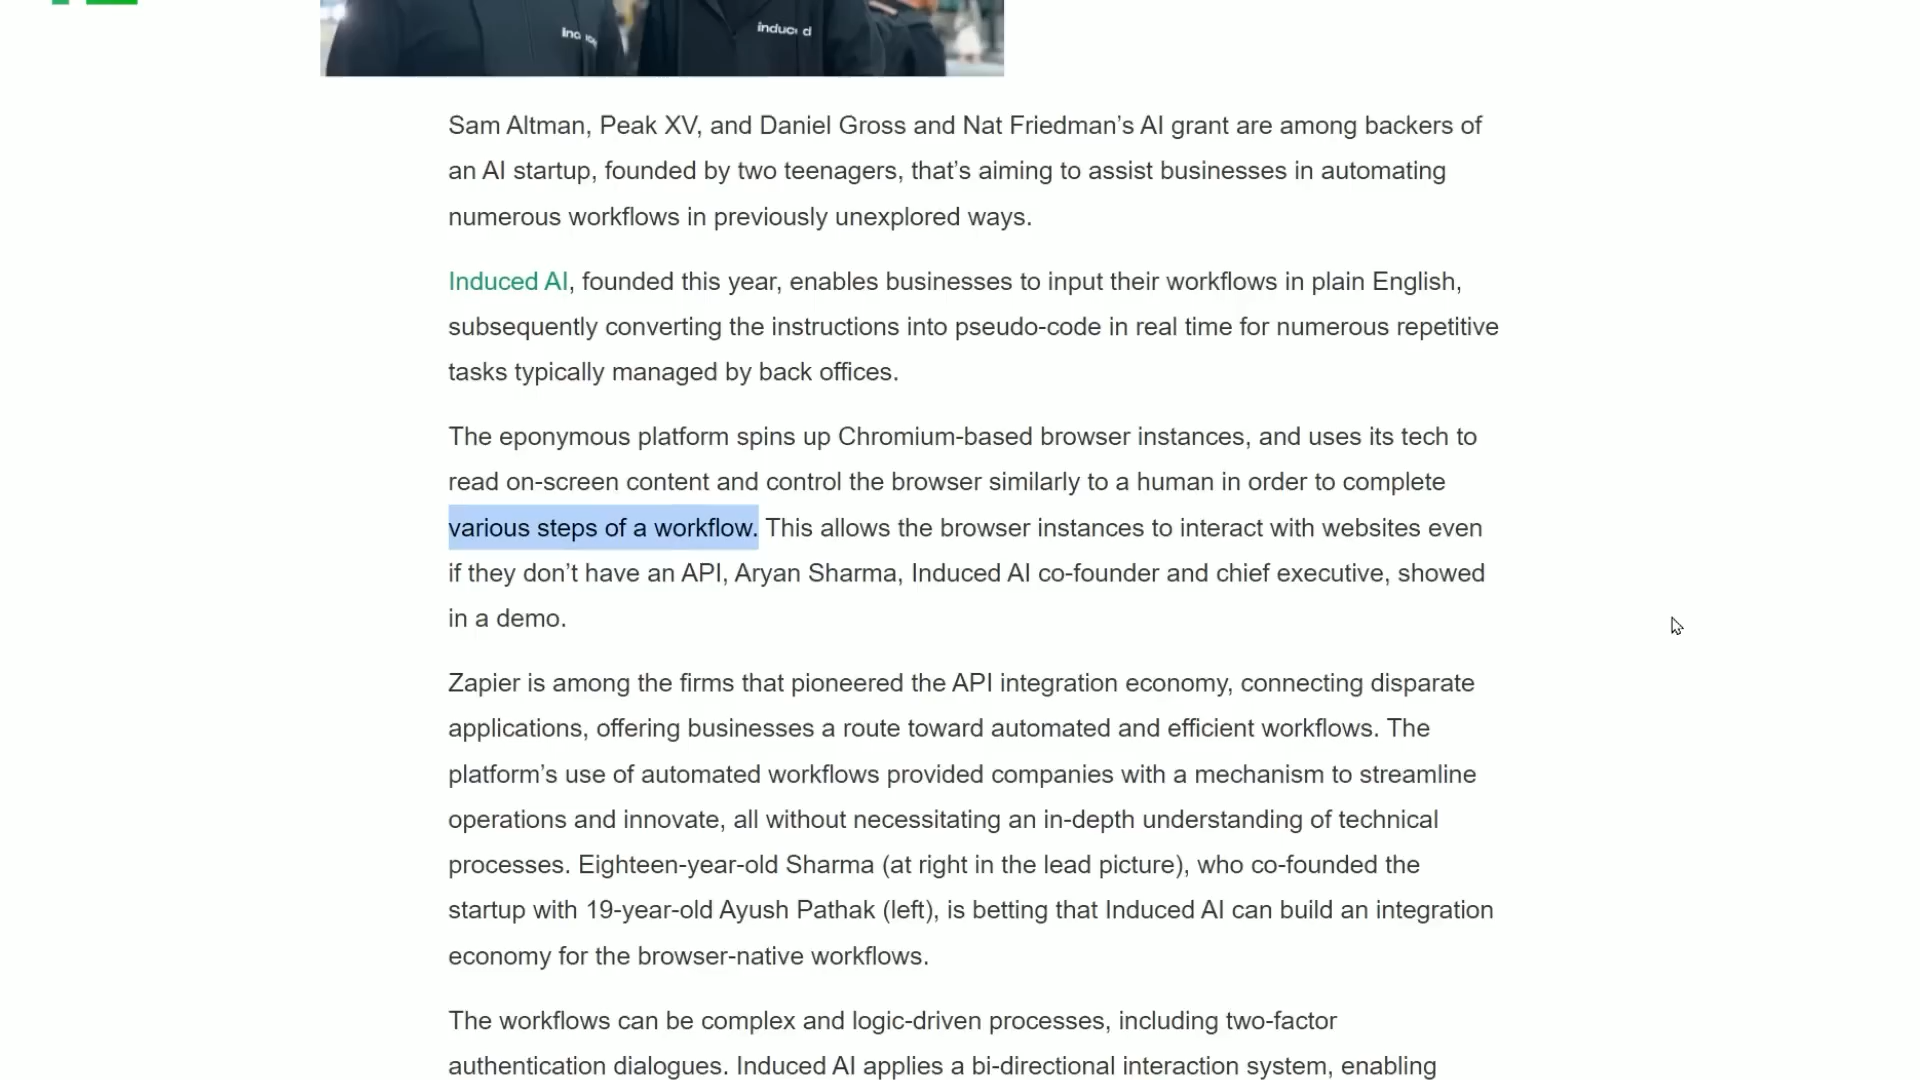 induc d
Sam Altman, Peak XV, and Daniel Gross and Nat Friedman’s AI grant are among backers of
an AI startup, founded by two teenagers, that’s aiming to assist businesses in automating
numerous workflows in previously unexplored ways.
Induced AI, founded this year, enables businesses to input their workflows in plain English,
subsequently converting the instructions into pseudo-code in real time for numerous repetitive
tasks typically managed by back offices.
The eponymous platform spins up Chromium-based browser instances, and uses its tech to
read on-screen content and control the browser similarly to a human in order to complete
various steps of a workflow. This allows the browser instances to interact with websites even
if they don’t have an API, Aryan Sharma, Induced AI co-founder and chief executive, showed
in a demo.
Zapier is among the firms that pioneered the API integration economy, connecting disparate
applications, offering businesses a route toward automated and efficient workflows. The
platform’s use of automated workflows provided companies with a mechanism to streamline
operations and innovate, all without necessitating an in-depth understanding of technical
processes. Eighteen-year-old Sharma (at right in the lead picture), who co-founded the
startup with 19-year-old Ayush Pathak (left), is betting that Induced AI can build an integration
economy for the browser-native workflows.
The workflows can be complex and logic-driven processes, including two-factor
authentication dialogues. Induced AI applies a bi-directional interaction system, enabling